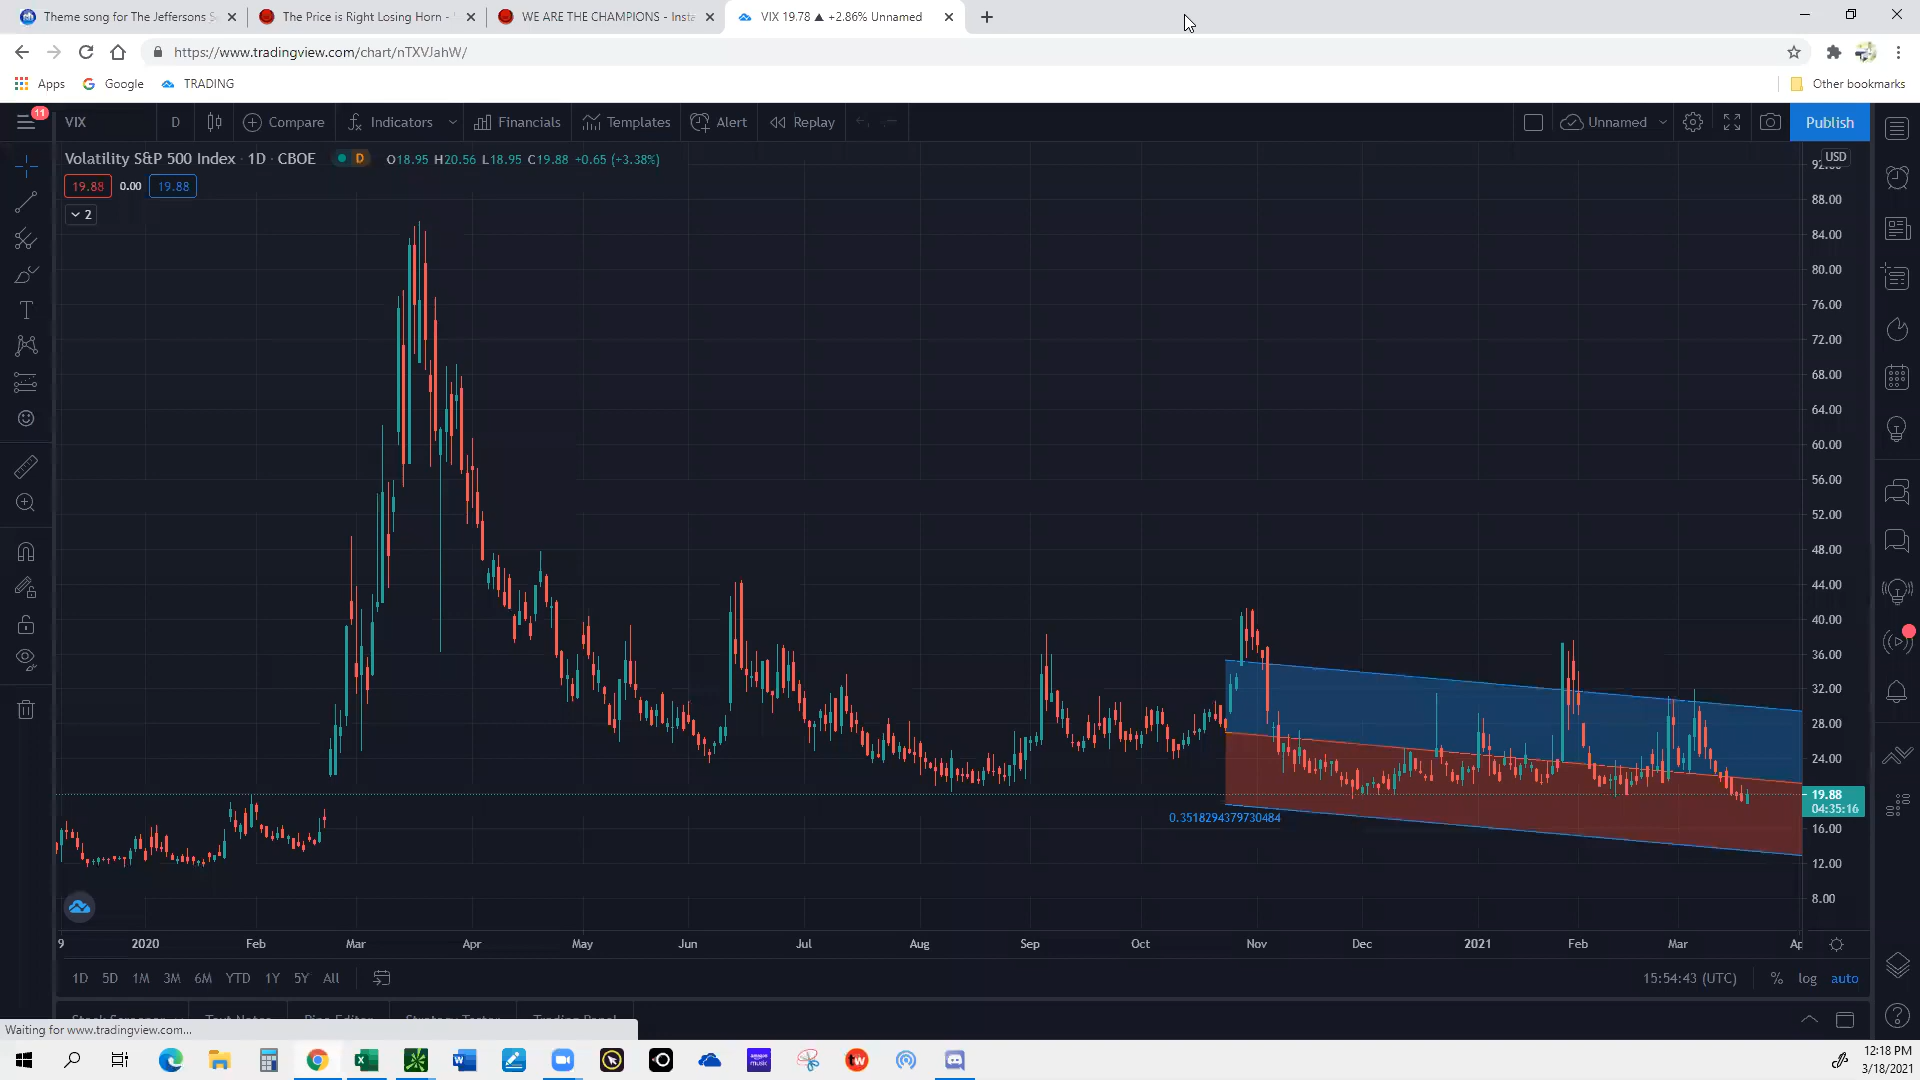 Theme song for The Jeffersons S
The Price is Right Losing Horn -
WE ARE THE CHAMPIONS - Insta
VIX 19.78 ▲ +2.86% Unnamed
https://www.tradingview.com/chart/nTXVJahW/
Apps
Google
TRADING
Other bookmarks
11
VIX
D
Compare
Indicators
Financials
Templates
Alert
Replay
Unnamed
Publish
Volatility S&P 500 Index · 1D · CBOE
D
O18.95 H20.56 L18.95 C19.88 +0.65 (+3.38%)
USD
19.88
0.00
19.88
2
88.00
84.00
80.00
76.00
72.00
68.00
64.00
60.00
56.00
52.00
48.00
44.00
40.00
36.00
32.00
28.00
24.00
19.88
04:35:16
16.00
12.00
8.00
0.3518294379730484
9 2020 Feb Mar Apr May Jun Jul Aug Sep Oct Nov Dec 2021 Feb Mar Ap
1D 5D 1M 3M 6M YTD 1Y 5Y All
15:54:43 (UTC)
% log auto
Waiting for www.tradingview.com...
12:18 PM
3/18/2021